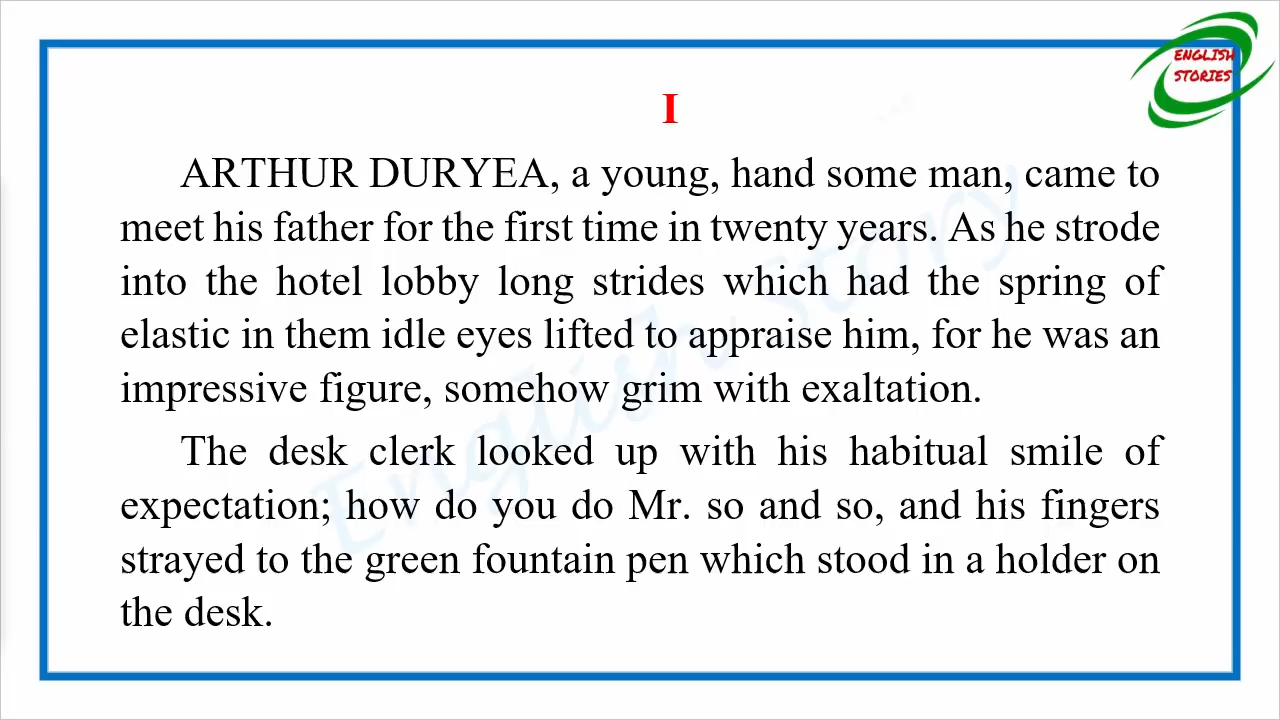 ENGLISH
STORIES
I
ARTHUR DURYEA, a young, hand some man, came to
meet his father for the first time in twenty years. As he strode
into the hotel lobby long strides which had the spring of
elastic in them idle eyes lifted to appraise him, for he was an
impressive figure, somehow grim with exaltation.
The desk clerk looked up with his habitual smile of
expectation; how do you do Mr. so and so, and his fingers
strayed to the green fountain pen which stood in a holder on
the desk.
English Story